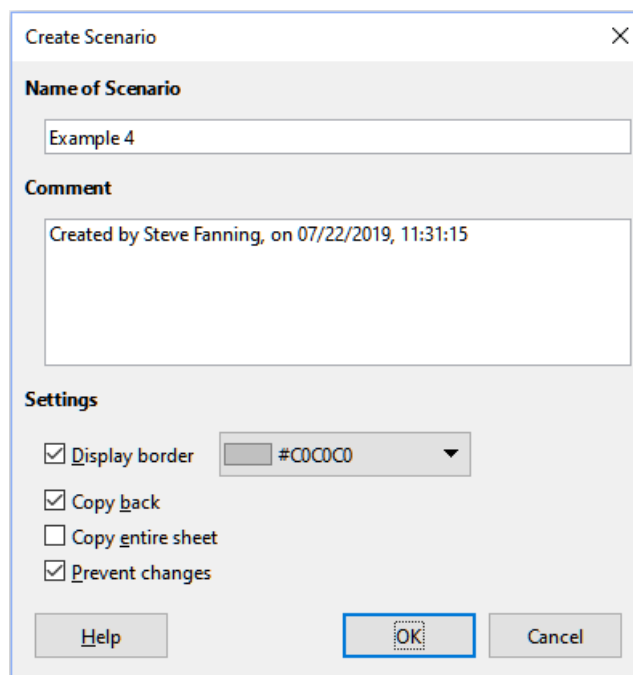 Create Scenario
Name of Scenario
Example 4
Comment
Created by Steve Fanning, on 07/22/2019, 11:31:15
Settings
Display border #C0C0C0
Copy back
Copy entire sheet
Prevent changes
Help OK Cancel